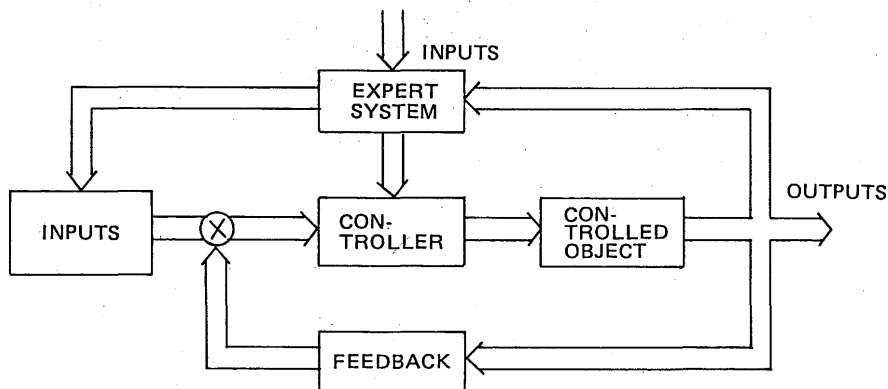 INPUTS
EXPERT
SYSTEM
OUTPUTS
INPUTS
CON-
TROLLER
CON-
TROLLED
OBJECT
FEEDBACK